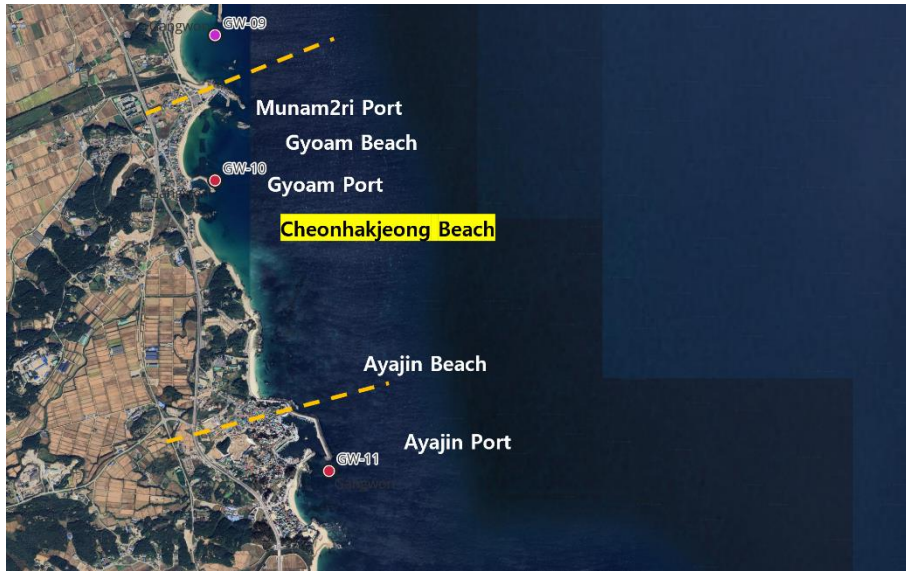 GW-09
Munam2ri Port
Gyoam Beach
GW-10
Gyoam Port
Cheonhakjeong Beach
Ayajin Beach
Ayajin Port
GW-11